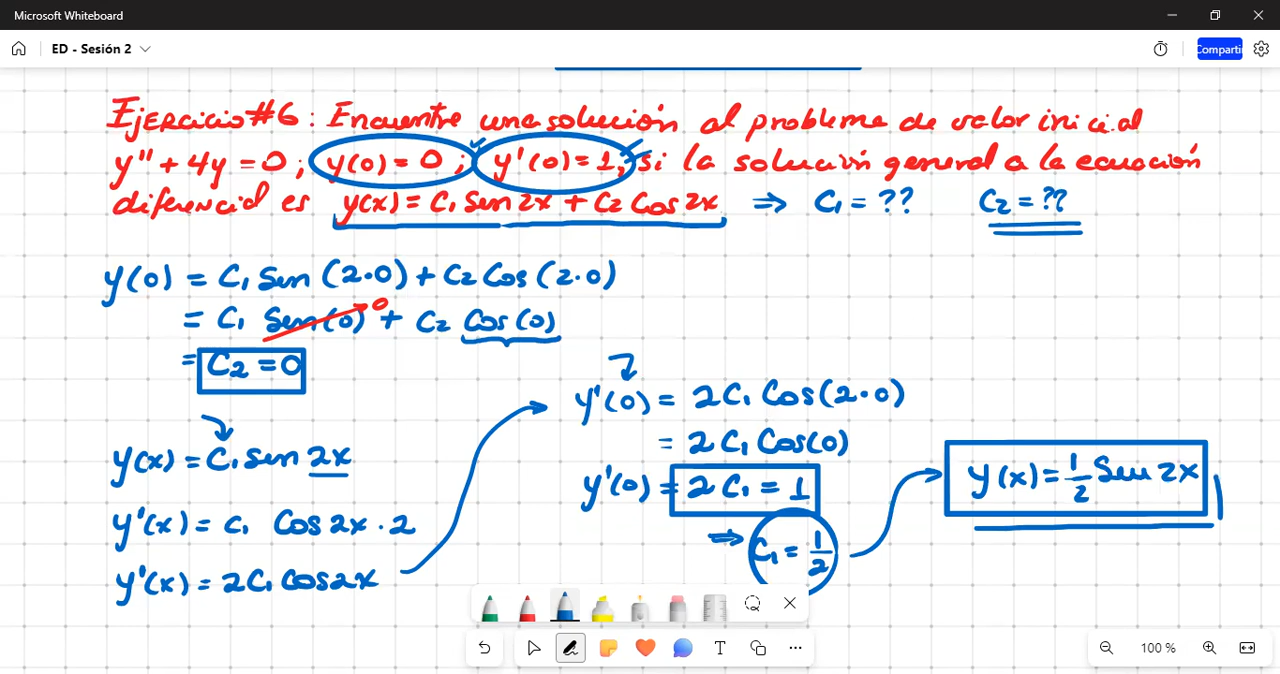 Microsoft Whiteboard
ED - Sesión 2
Compartir
EJERcicio #6 : Encuentre una solución al problema de valor inicial
y'' + 4y = 0 ; y(0) = 0 ; y'(0) = 1, si la solución general a la ecuación
diferencial es y(x) = C₁ Sen 2x + C₂ Cos 2x ⇒ C₁ = ?? C₂ = ??
y(0) = C₁ Sen (2·0) + C₂ Cos (2·0)
= C₁ Sen(0) 0 + C₂ Cos(0)
= C₂ = 0
y(x) = C₁ sen 2x
y'(x) = C₁ Cos 2x · 2
y'(x) = 2C₁ Cos 2x
y'(0) = 2C₁ Cos(2·0)
= 2C₁ Cos(0)
y'(0) = 2C₁ = 1
⇒ C₁ = 1/2
y(x) = 1/2 Sen 2x
100 %